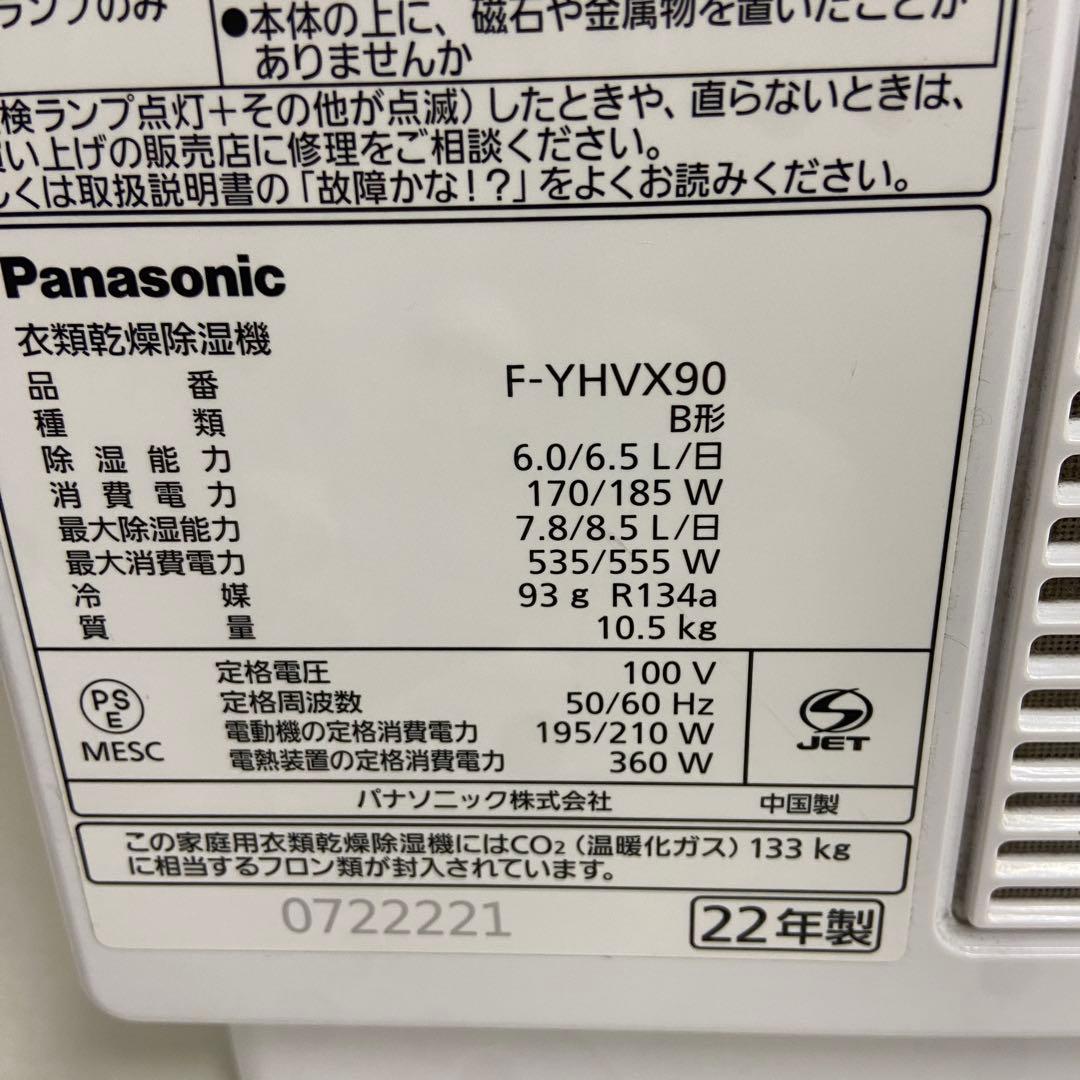 ランプのみ
●本体の上に、磁石や金属物を置いたことが
ありませんか
検ランプ点灯+その他が点滅)したときや、直らないときは、
い上げの販売店に修理をご相談ください。
しくは取扱説明書の「故障かな!?」をよくお読みください。
Panasonic
衣類乾燥除湿機
品番 F-YHVX90
種類 B形
除湿能力 6.0/6.5 L/日
消費電力 170/185 W
最大除湿能力 7.8/8.5 L/日
最大消費電力 535/555 W
冷媒 93 g R134a
質量 10.5 kg
PS
E
MESC
定格電圧 100 V
定格周波数 50/60 Hz
電動機の定格消費電力 195/210 W
電熱装置の定格消費電力 360 W
JET
パナソニック株式会社 中国製
この家庭用衣類乾燥除湿機にはCO₂(温暖化ガス)133 kg
に相当するフロン類が封入されています。
0722221 22年製